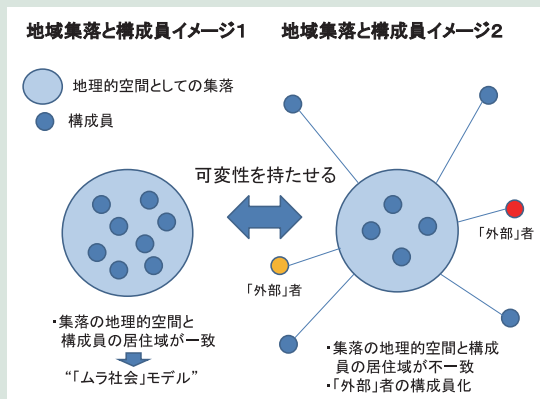 地域集落と構成員イメージ1
地域集落と構成員イメージ2
地理的空間としての集落
構成員
可変性を持たせる
「外部」者
「外部」者
・集落の地理的空間と
構成員の居住域が一致
“「ムラ社会」モデル”
・集落の地理的空間と構成
員の居住域が不一致
・「外部」者の構成員化